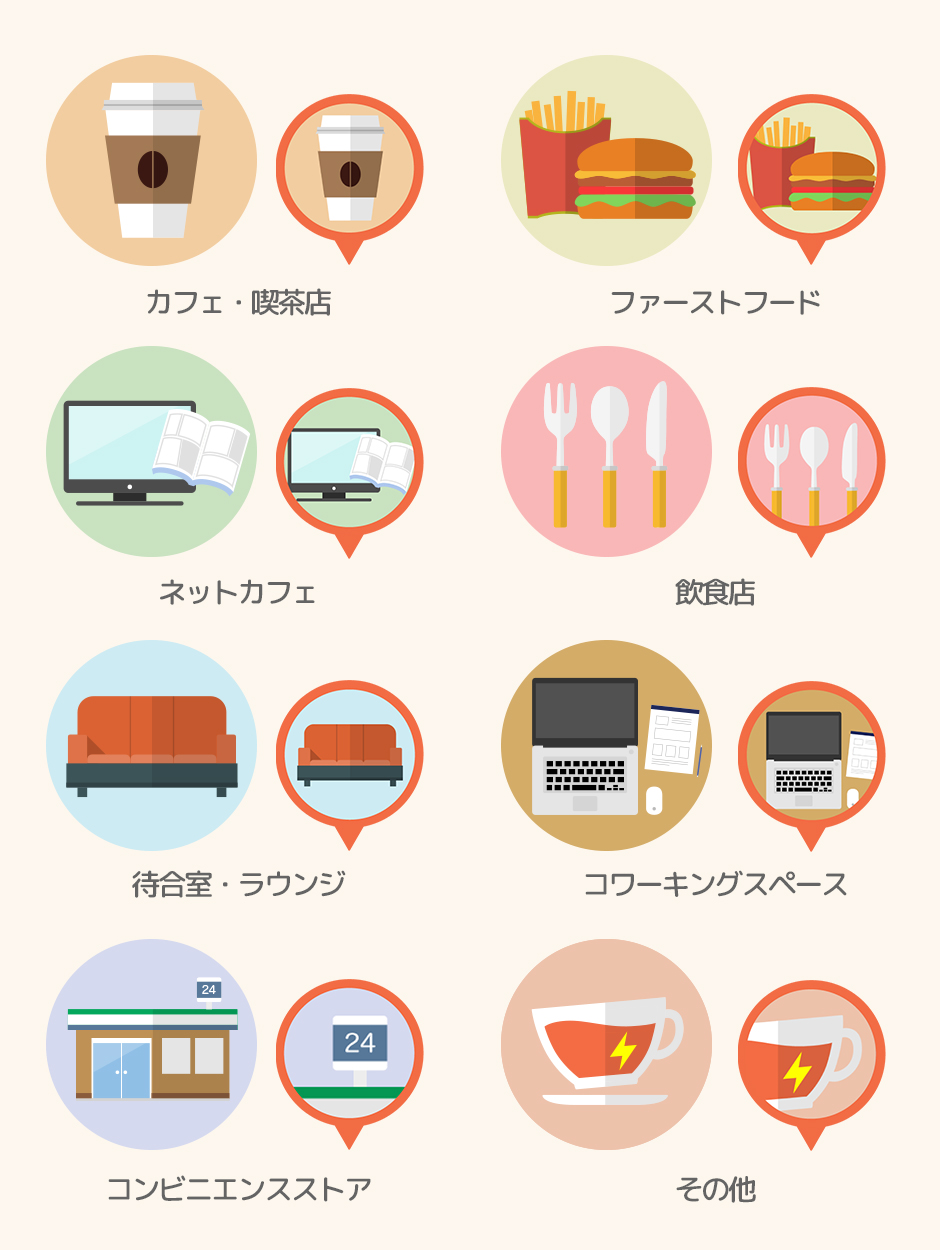 カフェ・喫茶店
ファーストフード
ネットカフェ
飲食店
待合室・ラウンジ
コワーキングスペース
24
24
コンビニエンスストア
その他